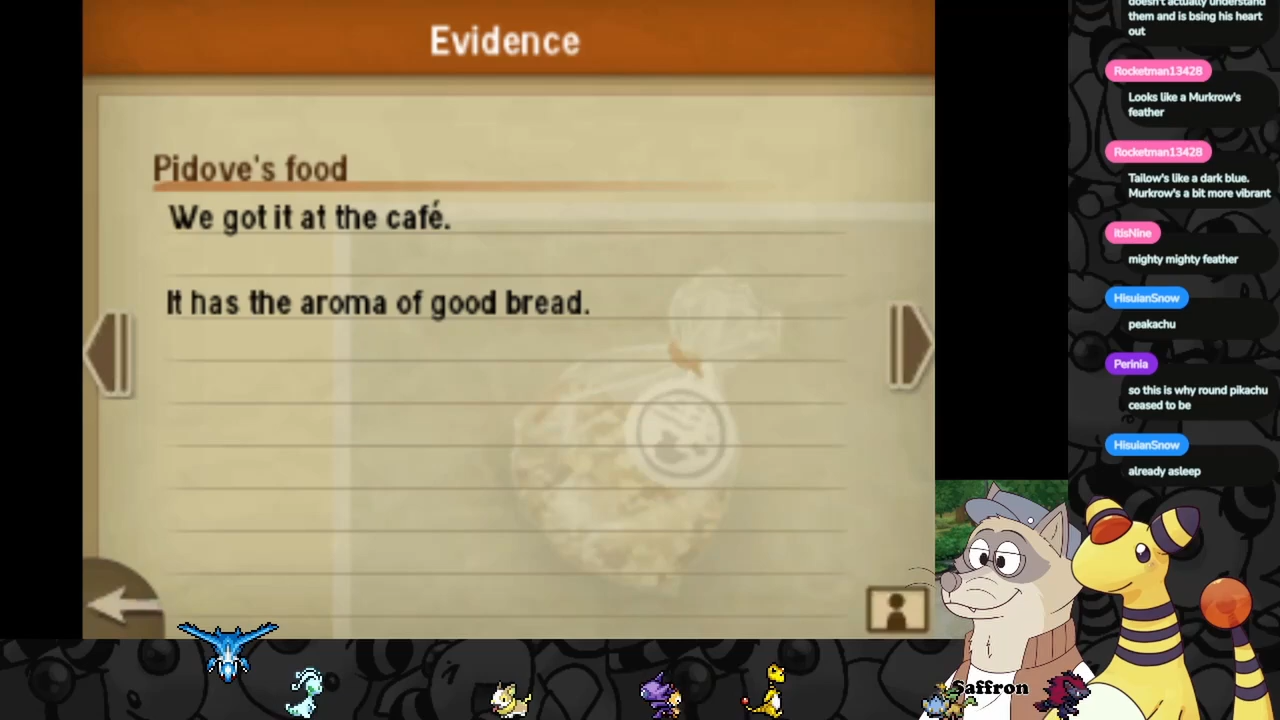 Evidence
Pidove's food
We got it at the café.
It has the aroma of good bread.
doesn't actually understand
them and is bsing his heart
out
Rocketman13428
Looks like a Murkrow's
feather
Rocketman13428
Tailow's like a dark blue.
Murkrow's a bit more vibrant
ItisNine
mighty mighty feather
HisuianSnow
peakachu
Perinia
so this is why round pikachu
ceased to be
HisuianSnow
already asleep
Saffron